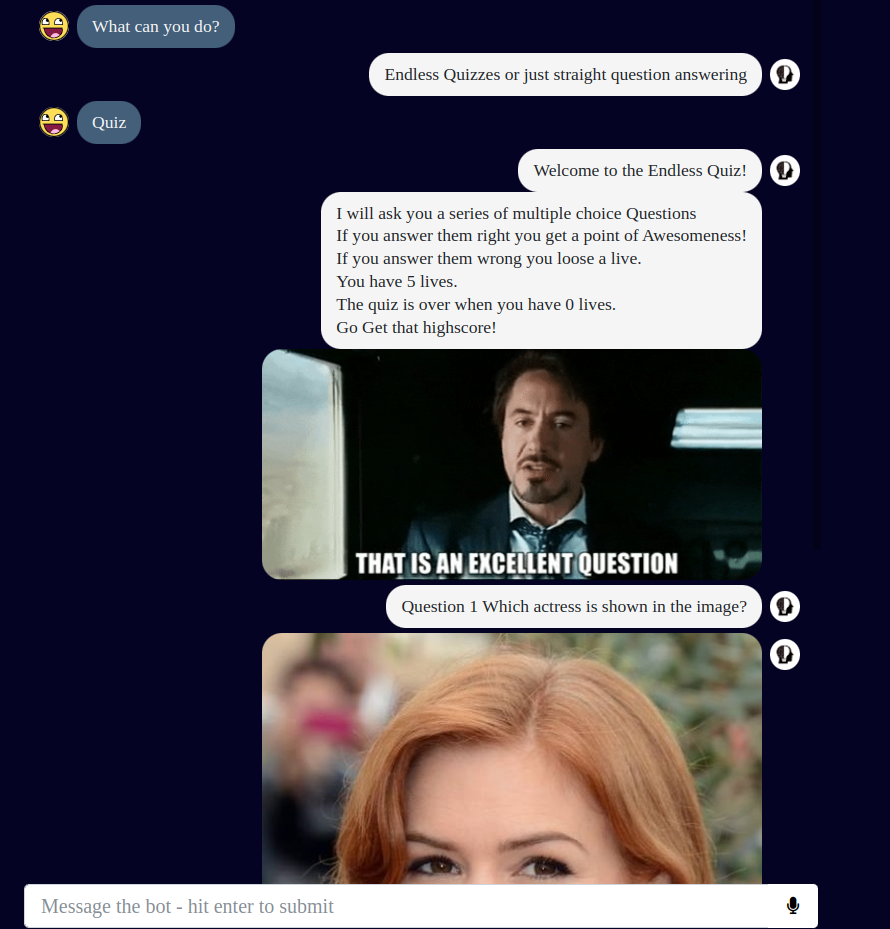 What can you do?
Endless Quizzes or just straight question answering
Quiz
Welcome to the Endless Quiz!
I will ask you a series of multiple choice Questions
If you answer them right you get a point of Awesomeness!
If you answer them wrong you loose a live.
You have 5 lives.
The quiz is over when you have 0 lives.
Go Get that highscore!
THAT IS AN EXCELLENT QUESTION
Question 1 Which actress is shown in the image?
Message the bot - hit enter to submit